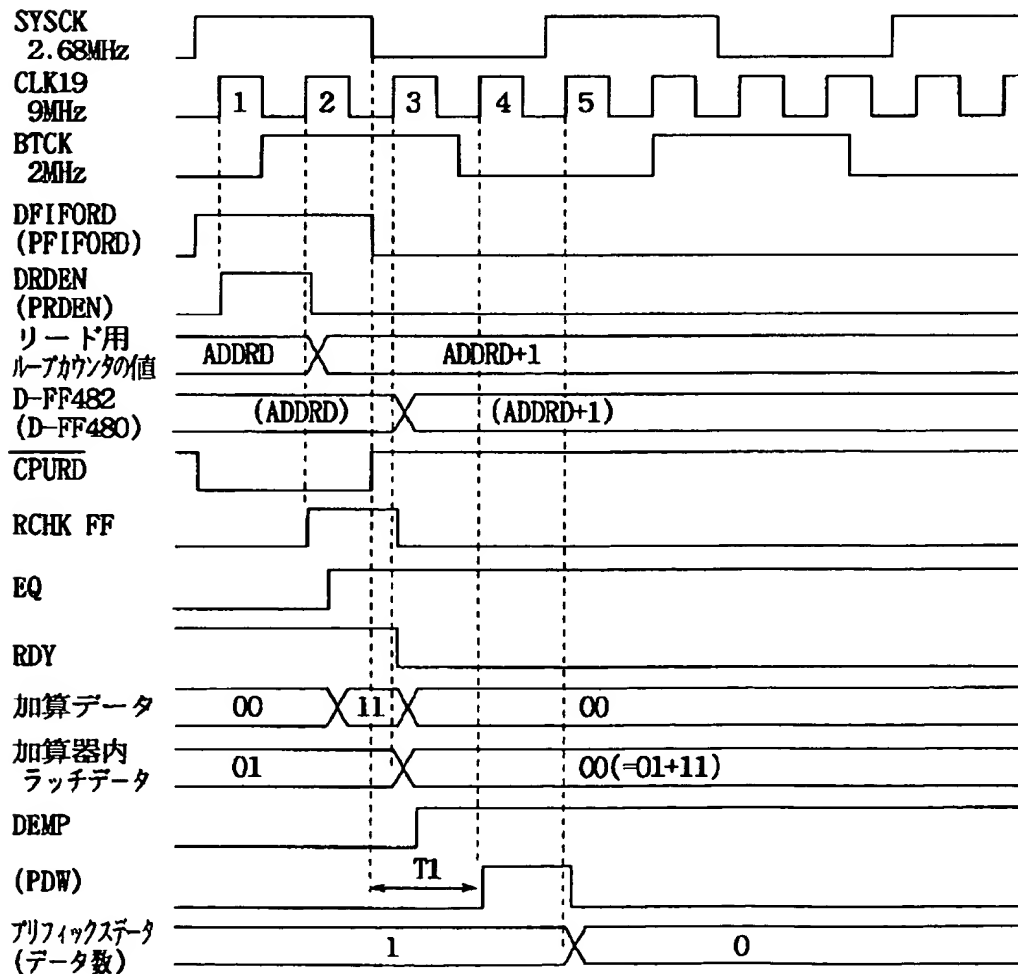 SYSCK
2.68MHz
CLK19
9MHz
1 2 3 4 5
BTCK
2MHz
DFIFORD
(PFIFORD)
DRDEN
(PRDEN)
リード用
ループカウンタの値
ADDRD ADDRD+1
D-FF482
(D-FF480)
(ADDRD) (ADDRD+1)
CPURD
RCHK FF
EQ
RDY
加算データ
00 11 00
加算器内
ラッチデータ
01 00(=01+11)
DEMP
T1
(PDW)
プリフィックスデータ
(データ数)
1 0